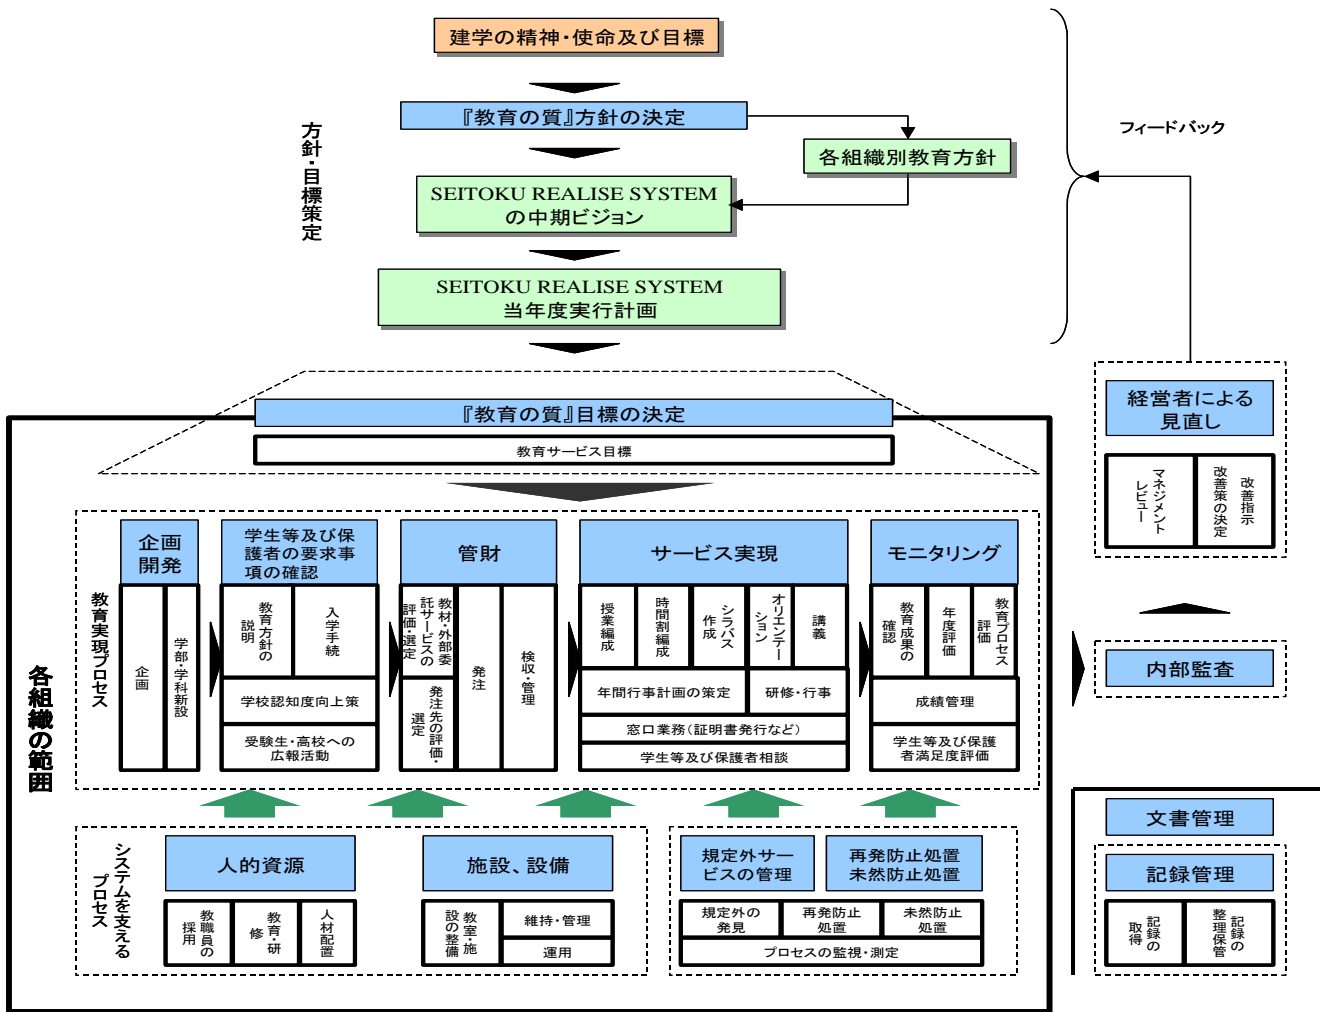 建学の精神・使命及び目標
『教育の質』方針の決定
各組織別教育方針
SEITOKU REALISE SYSTEM
の中期ビジョン
SEITOKU REALISE SYSTEM
当年度実行計画
方針・目標策定
フィードバック
『教育の質』目標の決定
教育サービス目標
経営者による
見直し
マネジメント
レビュー
改善指示
改善策の決定
各組織の範囲
教育実現プロセス
企画
開発
企画
学部・学科新設
学生等及び保
護者の要求事
項の確認
教育方針の
説明
入学手続
学校認知度向上策
受験生・高校への
広報活動
管財
教材・外部委
託サービスの
評価・選定
発注先の評価・
選定
発注
検収・管理
サービス実現
授業編成
時間割編成
シラバス
作成
オリエンテー
ション
講義
年間行事計画の策定
研修・行事
窓口業務(証明書発行など)
学生等及び保護者相談
モニタリング
教育成果の
確認
年度評価
教育プロセス
評価
成績管理
学生等及び保護
者満足度評価
内部監査
システムを支える
プロセス
人的資源
教職員の
採用
教育・研
修
人材配置
施設、設備
教室・施
設の整備
維持・管理
運用
規定外サー
ビスの管理
再発防止処置
未然防止処置
規定外の
発見
再発防止
処置
未然防止
処置
プロセスの監視・測定
文書管理
記録管理
記録の
取得
記録の
整理保管